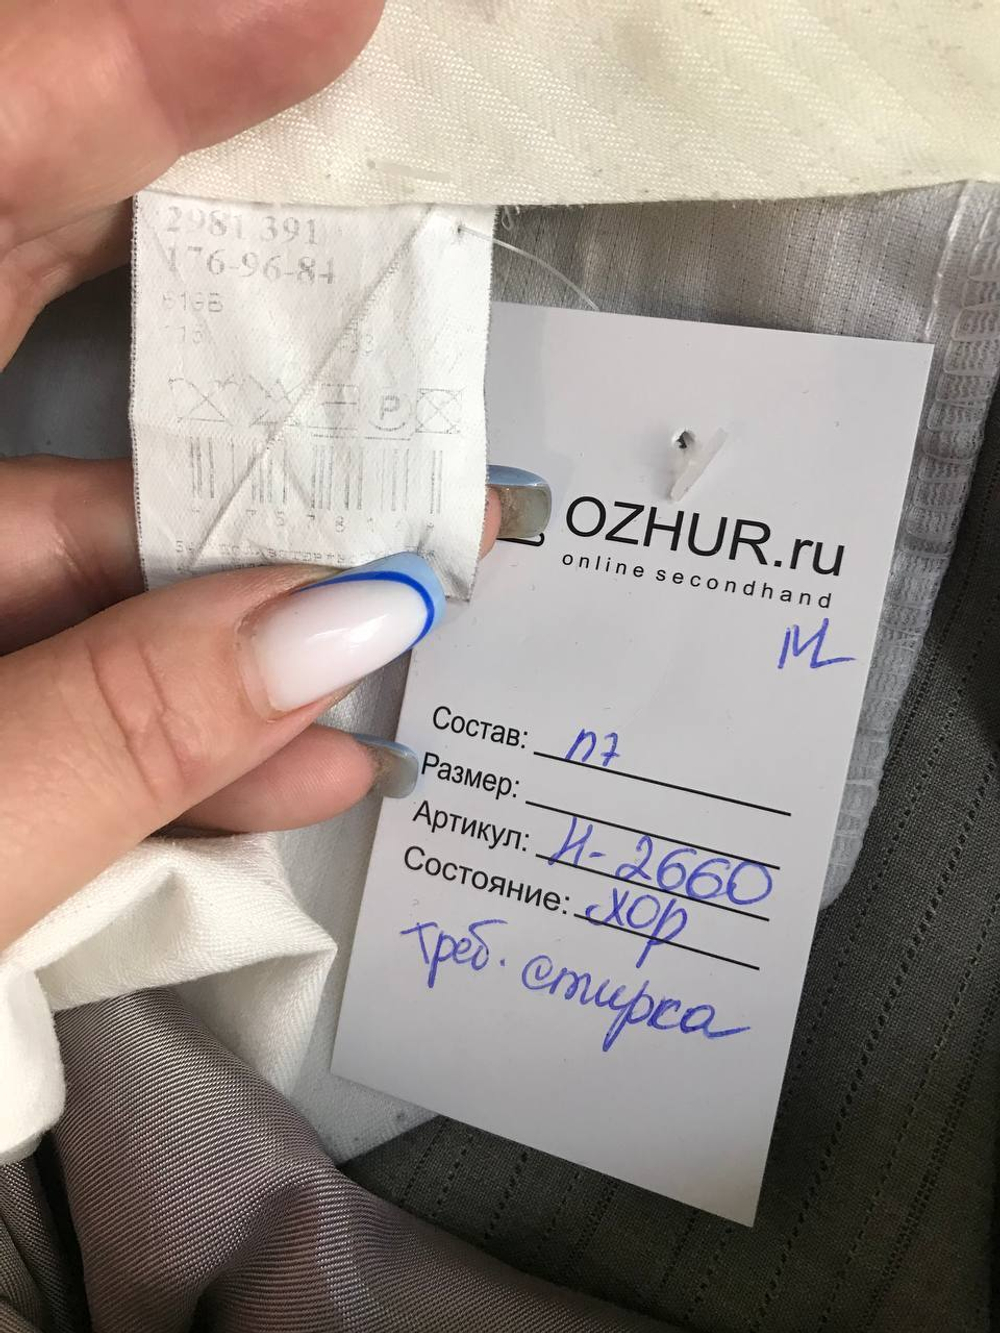 2981 391
176-96-84
OZHUR.ru
online secondhand
M
Состав: п7
Размер:
Артикул: И-2660
Состояние: хор
треб. стирка